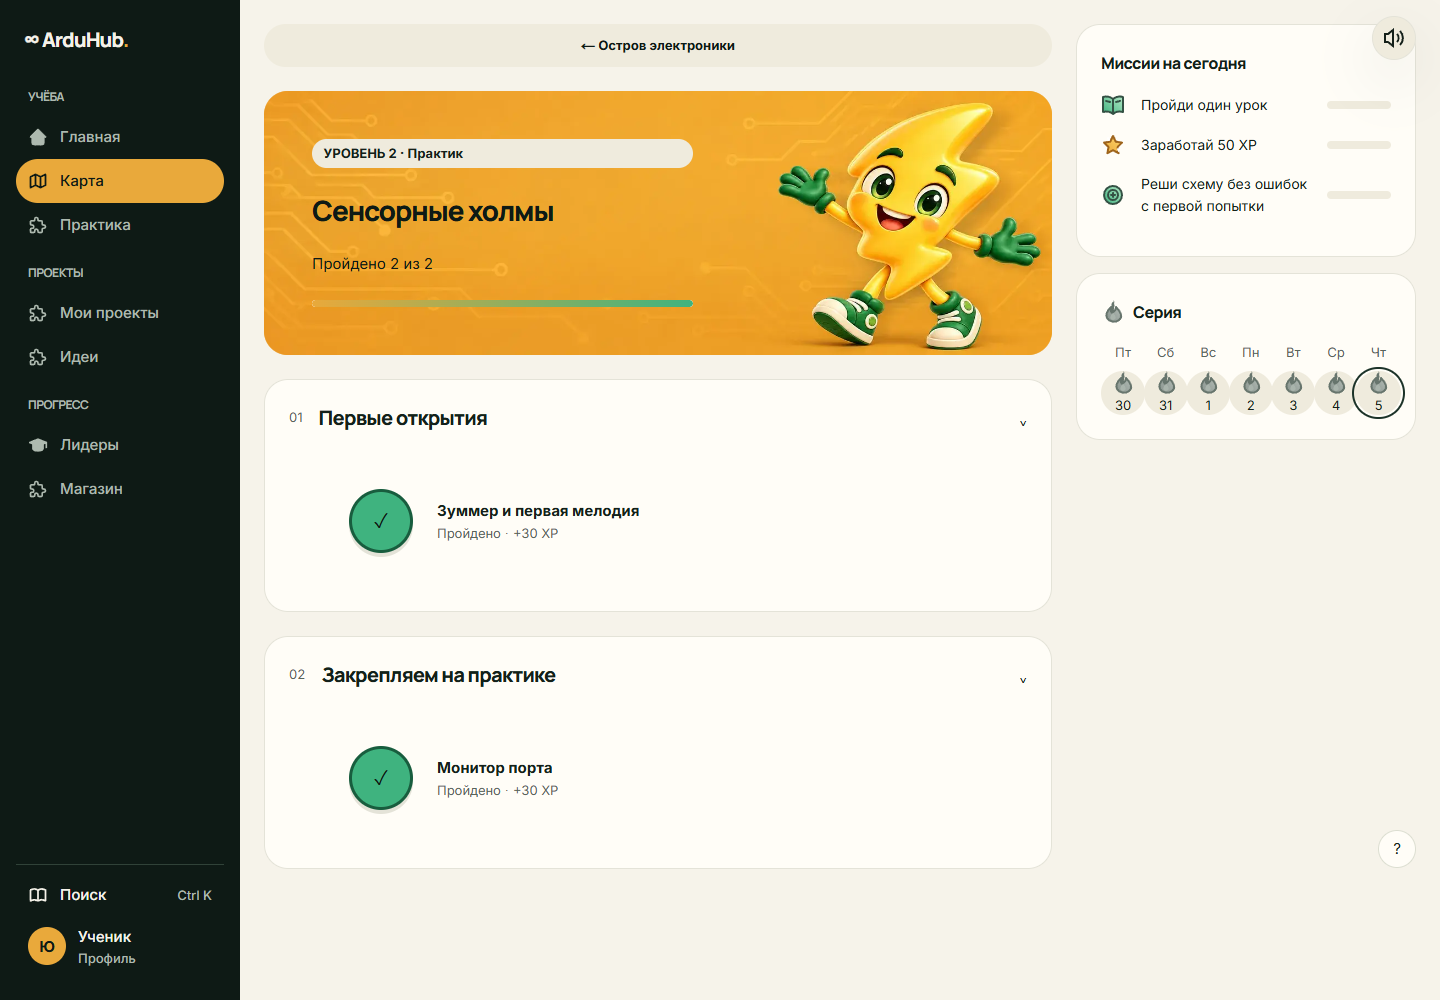 ∞ ArduHub.
УЧЁБА
Главная
Карта
Практика
ПРОЕКТЫ
Мои проекты
Идеи
ПРОГРЕСС
Лидеры
Магазин
Поиск Ctrl K
Ю
Ученик
Профиль
← Остров электроники
УРОВЕНЬ 2 · Практик
Сенсорные холмы
Пройдено 2 из 2
01 Первые открытия
✓
Зуммер и первая мелодия
Пройдено · +30 XP
02 Закрепляем на практике
✓
Монитор порта
Пройдено · +30 XP
Миссии на сегодня
Пройди один урок
Заработай 50 XP
Реши схему без ошибок
с первой попытки
Серия
Пт Сб Вс Пн Вт Ср Чт
30 31 1 2 3 4 5
?